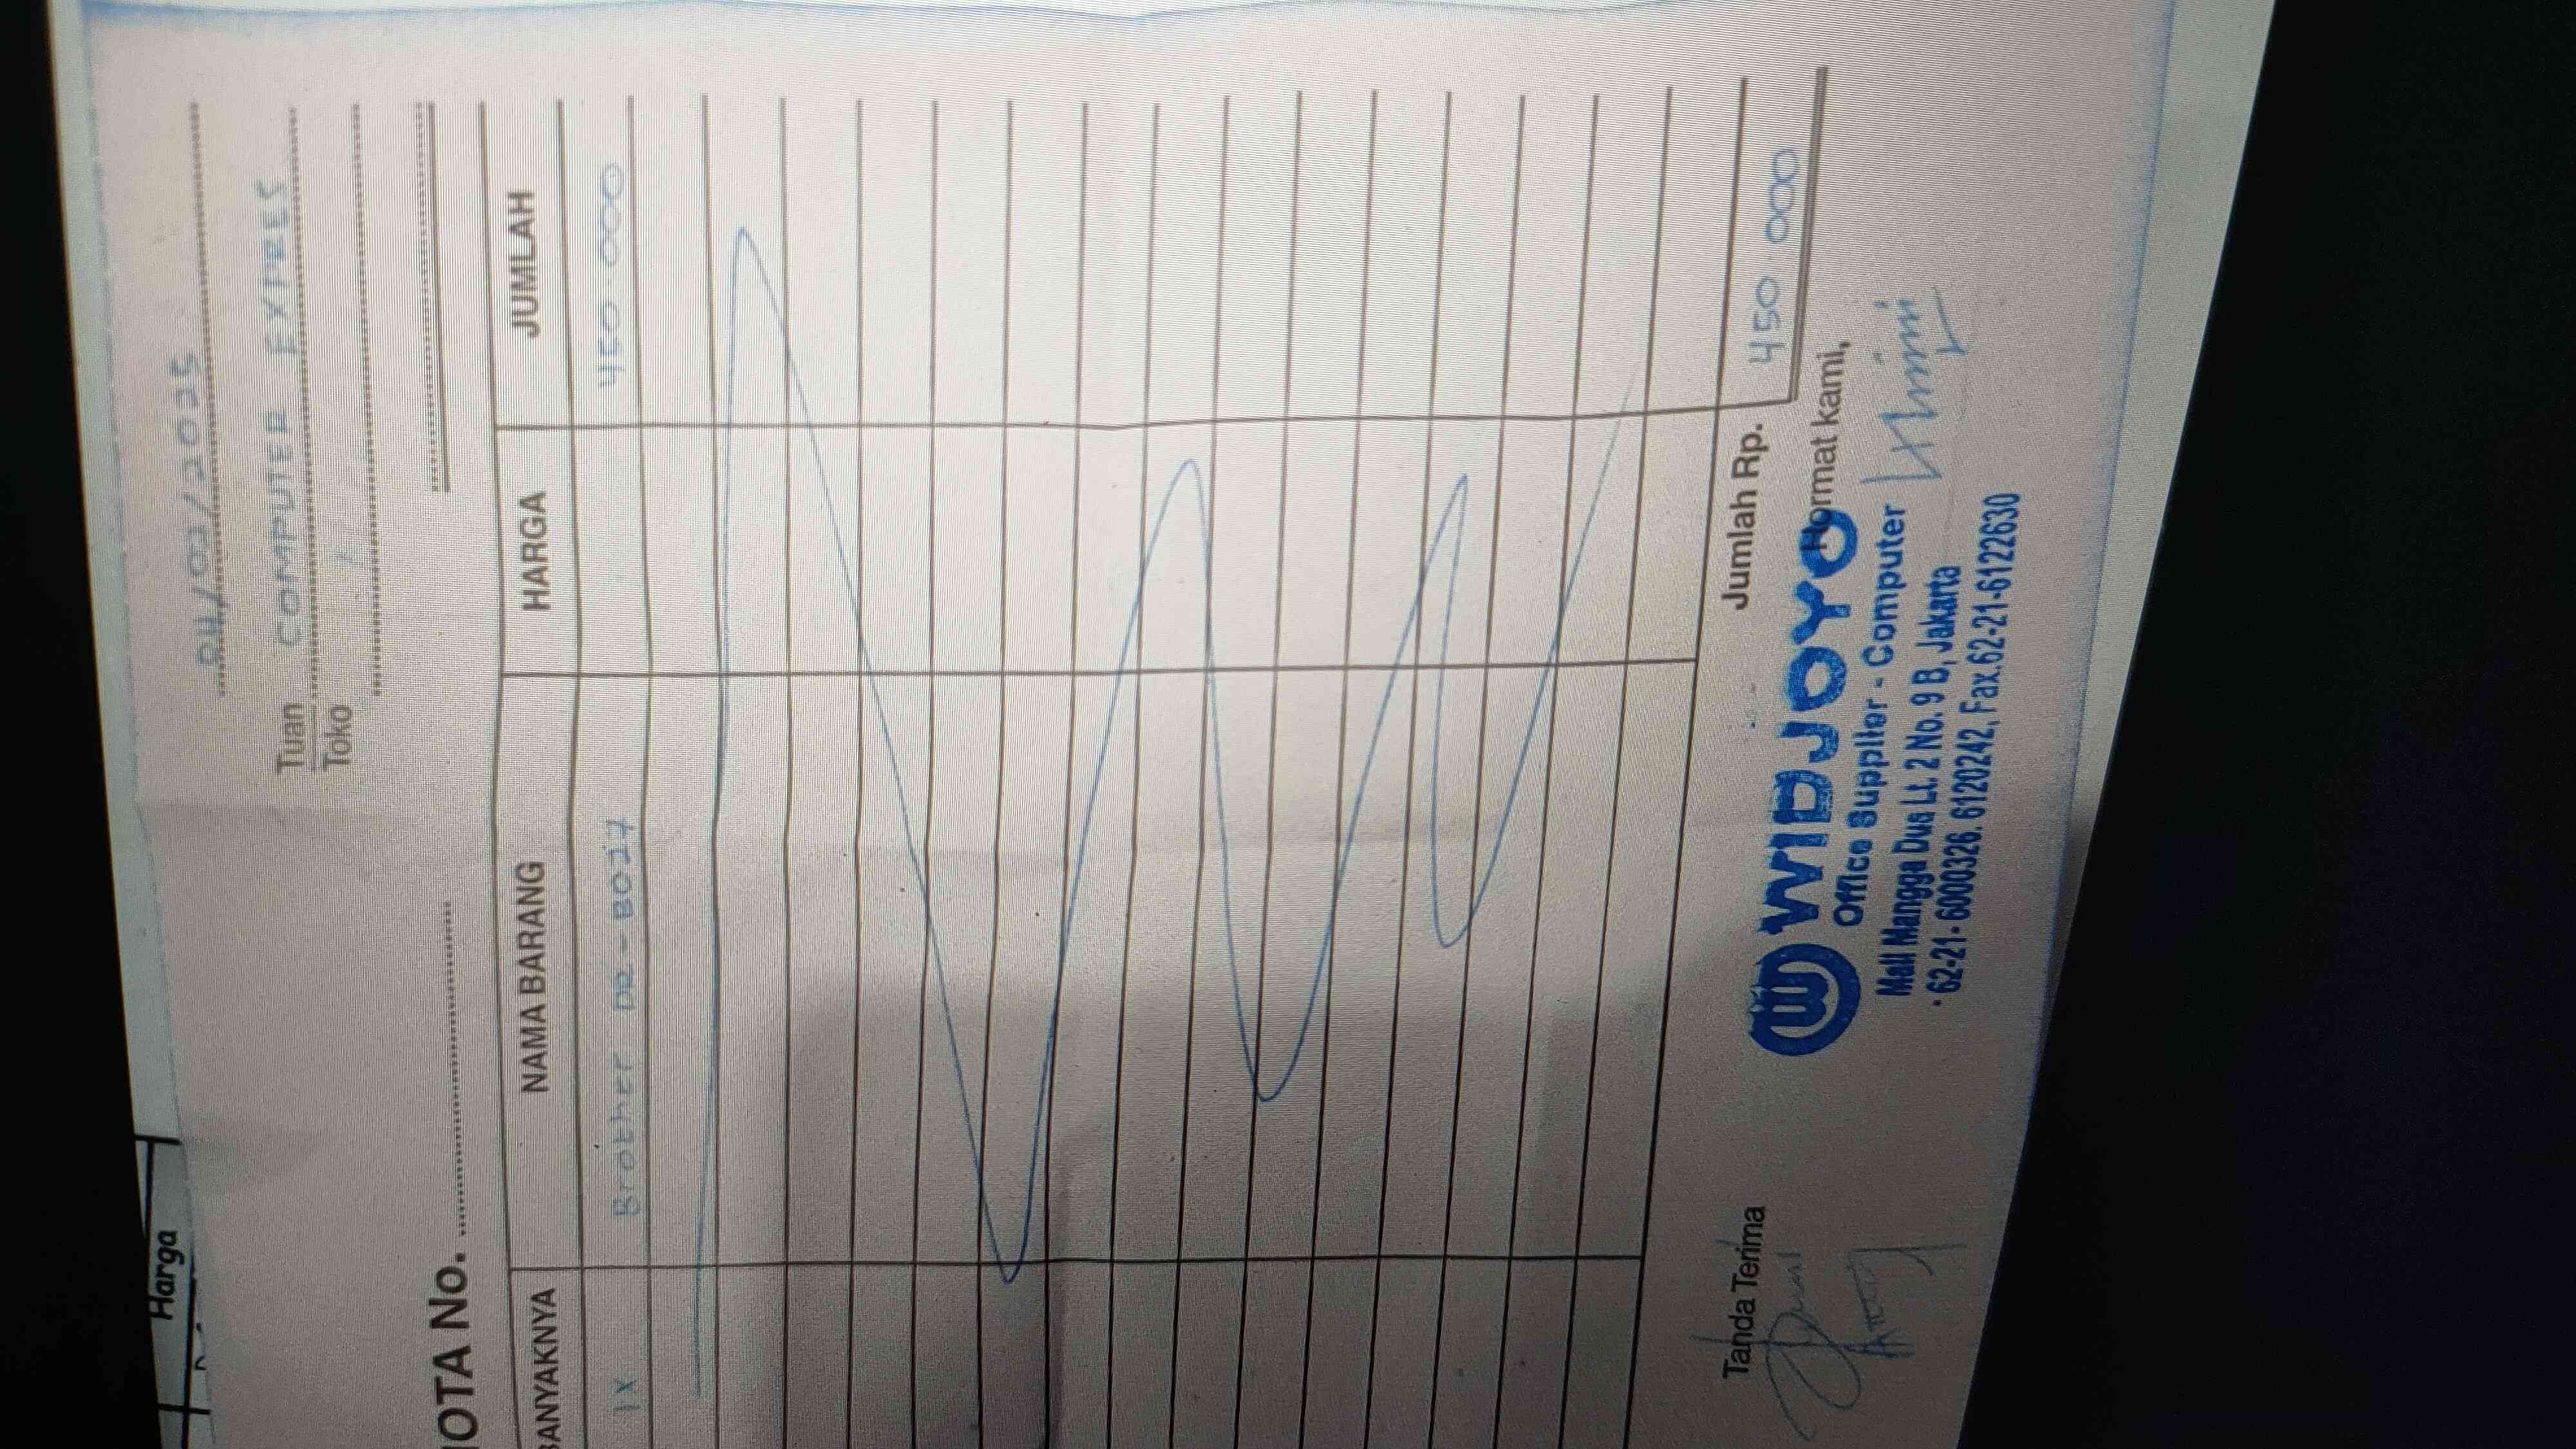 Harga
04/02/2025
Tuan COMPUTER EXPRES
Toko
NOTA No.
BANYAKNYA NAMA BARANG HARGA JUMLAH
1x Brother DR-B027 450.000
Jumlah Rp. 450.000
Tanda Terima Hormat kami,
WIDJOYO
Office Supplier - Computer
Mall Mangga Dua Lt. 2 No. 9 B, Jakarta
62-21- 6000326. 6120242, Fax.62-21-6122630